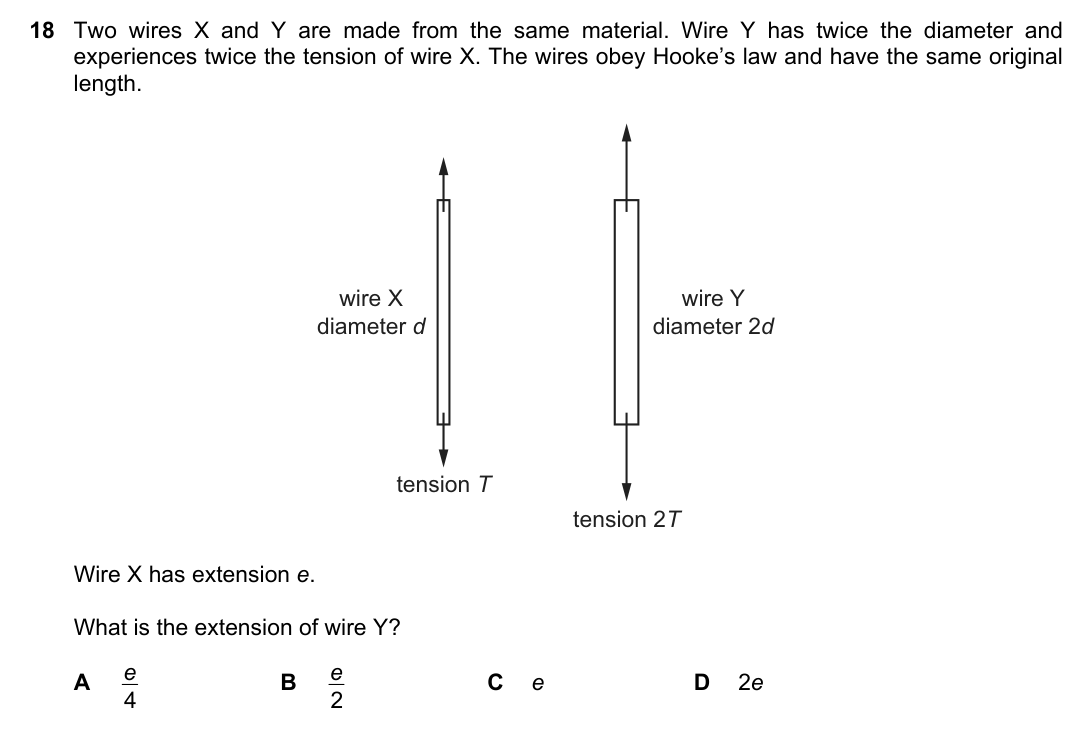 18 Two wires X and Y are made from the same material. Wire Y has twice the diameter and
experiences twice the tension of wire X. The wires obey Hooke’s law and have the same original
length.
wire X
diameter d
wire Y
diameter 2d
tension T
tension 2T
Wire X has extension e.
What is the extension of wire Y?
A e/4 B e/2 C e D 2e